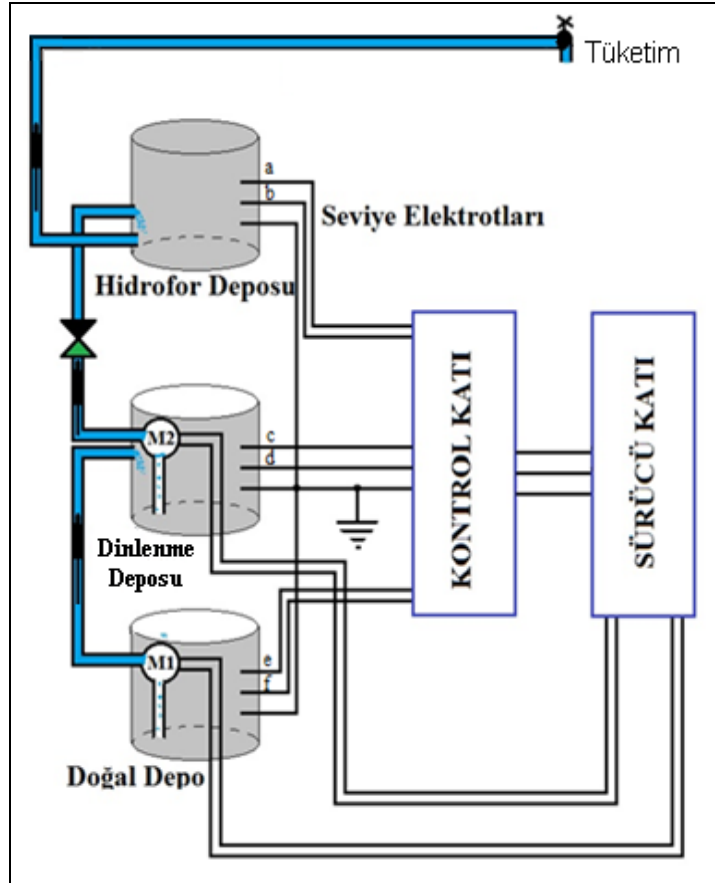 Tüketim
a
b
Seviye Elektrotları
Hidrofor Deposu
KONTROL KATI
SÜRÜCÜ KATI
M2
c
d
Dinlenme
Deposu
M1
e
f
Doğal Depo